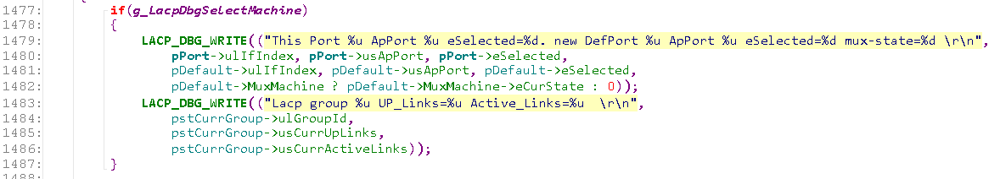 1477: if(g_LacpDbgSelectMachine)
1478: {
1479: LACP_DBG_WRITE(("This Port %u ApPort %u eSelected=%d. new DefPort %u ApPort %u eSelected=%d mux-state=%d \r\n",
1480: pPort->ulIfIndex, pPort->usApPort, pPort->eSelected,
1481: pDefault->ulIfIndex, pDefault->usApPort, pDefault->eSelected,
1482: pDefault->MuxMachine ? pDefault->MuxMachine->eCurState : 0));
1483: LACP_DBG_WRITE(("Lacp group %u UP_Links=%u Active_Links=%u  \r\n",
1484: pstCurrGroup->ulGroupId,
1485: pstCurrGroup->usCurrUpLinks,
1486: pstCurrGroup->usCurrActiveLinks));
1487: }
1488: